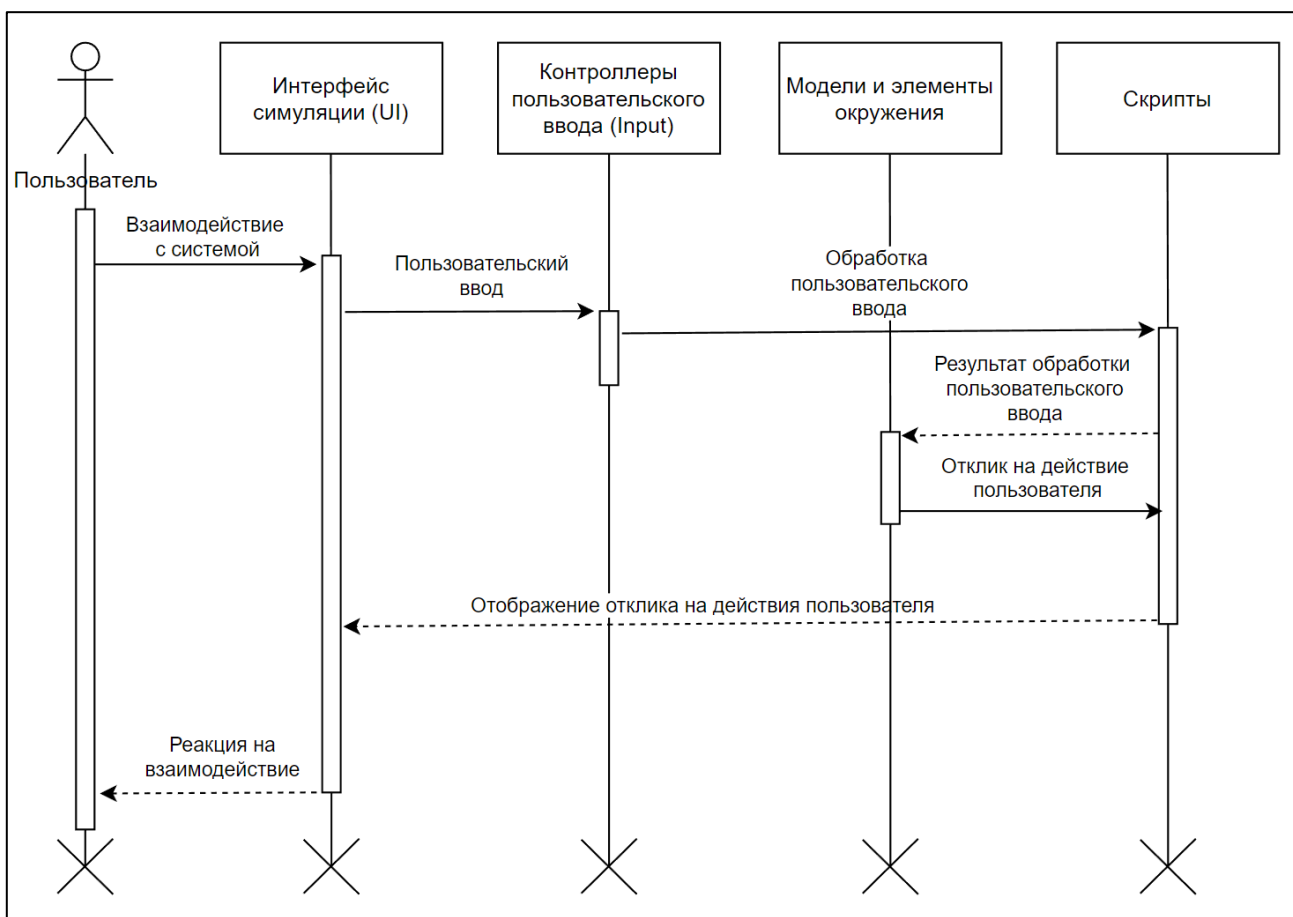 Интерфейс
симуляции (UI)
Контроллеры
пользовательского
ввода (Input)
Модели и элементы
окружения
Скрипты
Пользователь
Взаимодействие
с системой
Пользовательский
ввод
Обработка
пользовательского
ввода
Результат обработки
пользовательского
ввода
Отклик на действие
пользователя
Отображение отклика на действия пользователя
Реакция на
взаимодействие